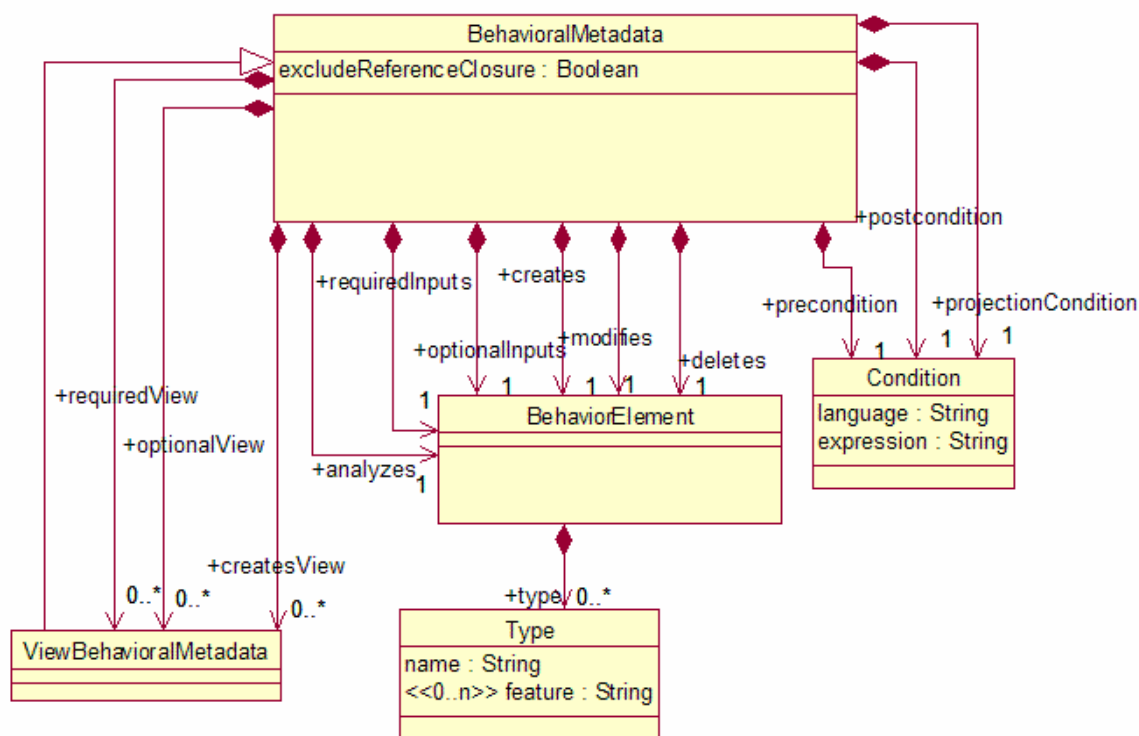 BehavioralMetadata
excludeReferenceClosure : Boolean
+postcondition
+requiredInputs
+creates
+precondition
+projectionCondition
+optionalInputs
+modifies
+deletes
1
1
1
1
1
1
1
1
Condition
language : String
expression : String
+requiredView
+optionalView
BehaviorElement
+analyzes
1
+createsView
0..*
0..*
0..*
+type
0..*
ViewBehavioralMetadata
Type
name : String
<<0..n>> feature : String